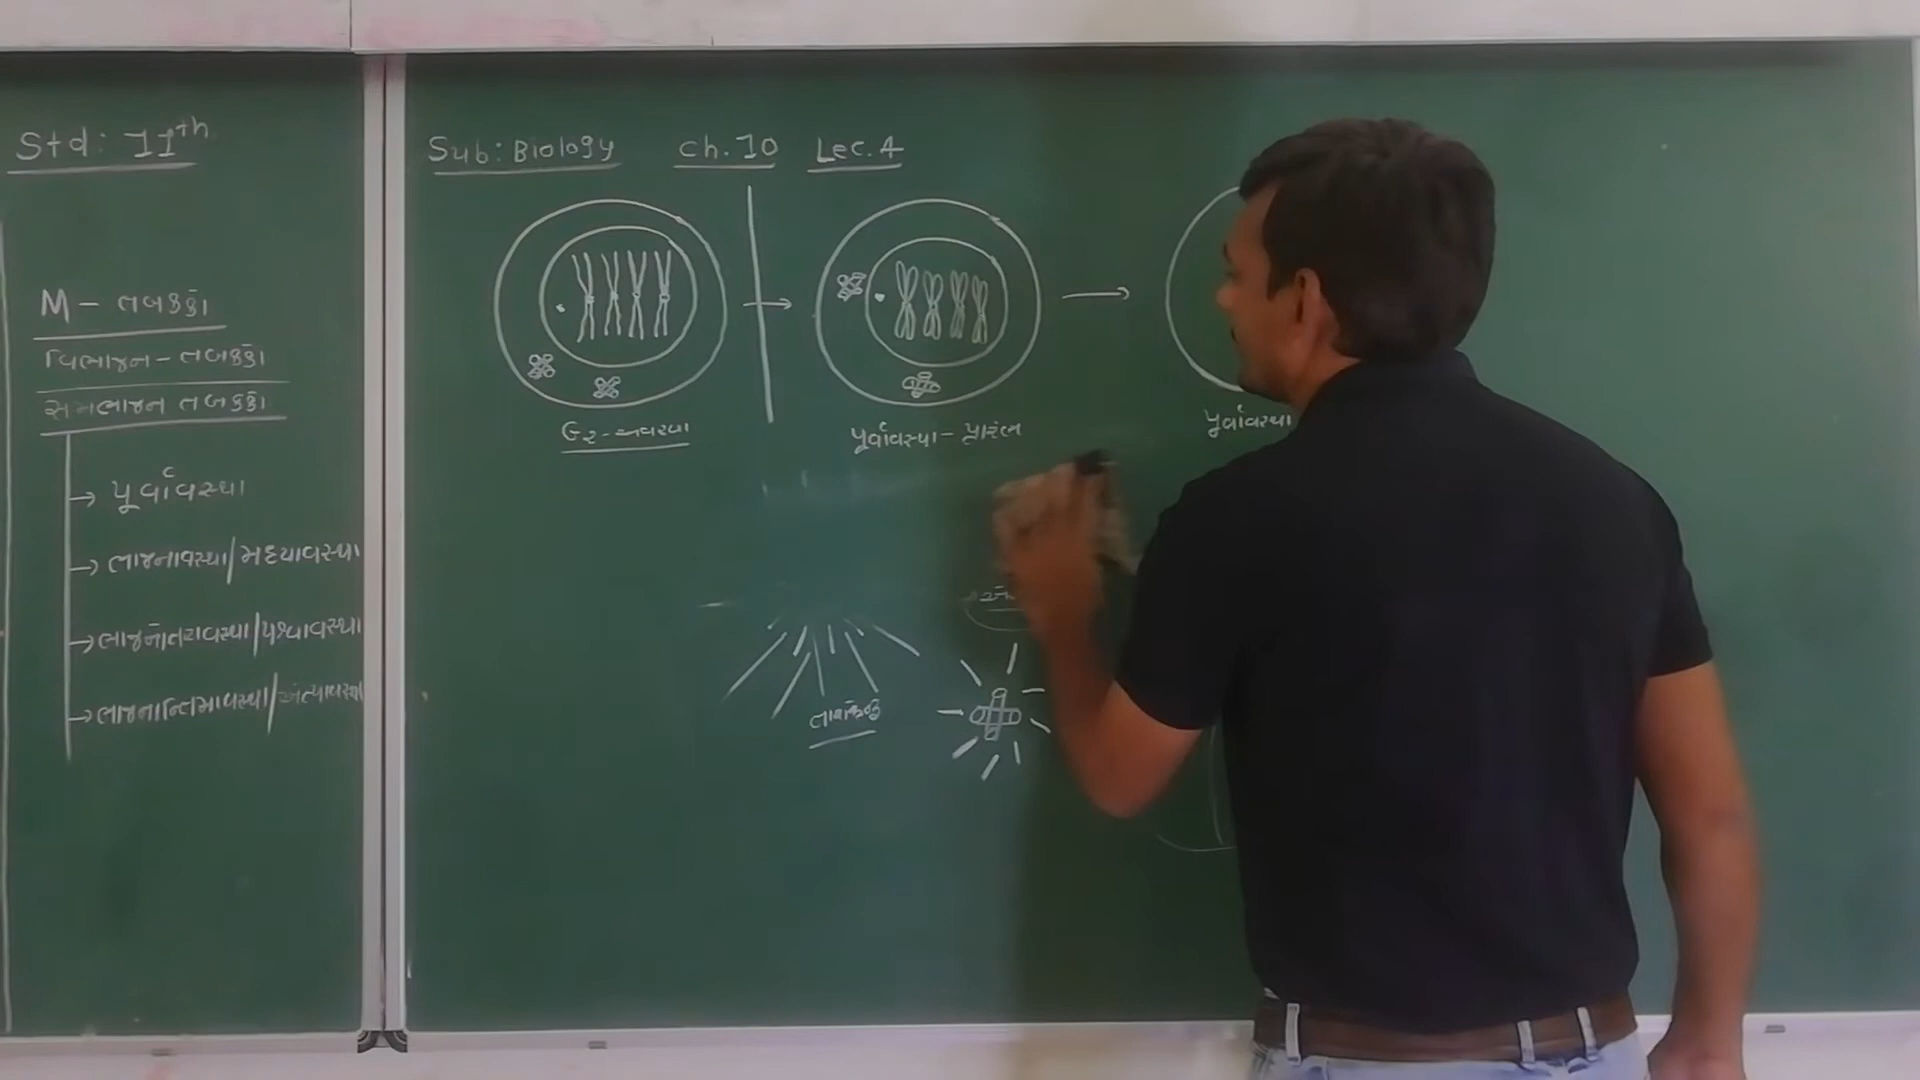 Std: 11th
Sub: Biology Ch. 10 Lec. 4
M - તબક્કો
વિભાજન - તબક્કો
સમભાજન તબક્કો
→ પૂર્વાવસ્થા
→ ભાજનાવસ્થા/મધ્યાવસ્થા
→ ભાજનોતરાવસ્થા/પશ્ચાવસ્થા
→ ભાજનાન્તિમાવસ્થા/અંત્યાવસ્થા
G2 - અવસ્થા
પૂર્વાવસ્થા - પ્રારંભ
પૂર્વાવસ્થા
તારાકેન્દ્ર